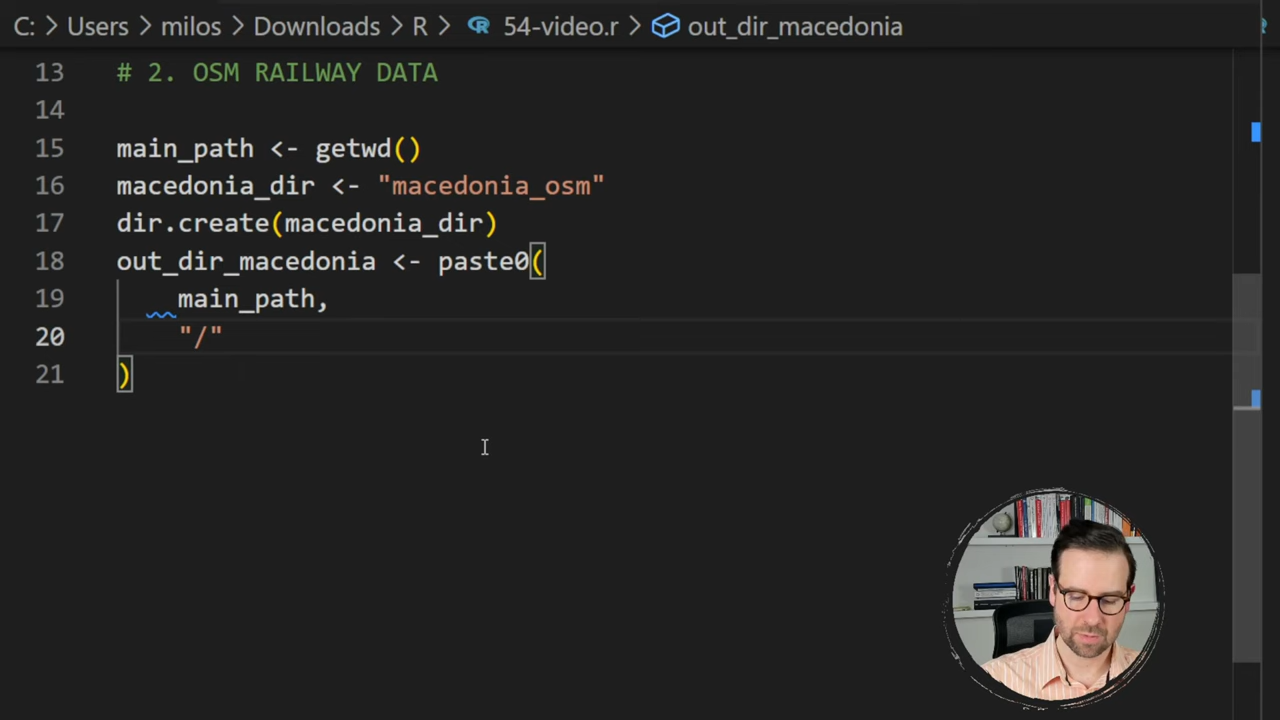 C: > Users > milos > Downloads > R > 54-video.r > out_dir_macedonia
13 # 2. OSM RAILWAY DATA
14
15 main_path <- getwd()
16 macedonia_dir <- "macedonia_osm"
17 dir.create(macedonia_dir)
18 out_dir_macedonia <- paste0(
19 main_path,
20 "/"
21 )